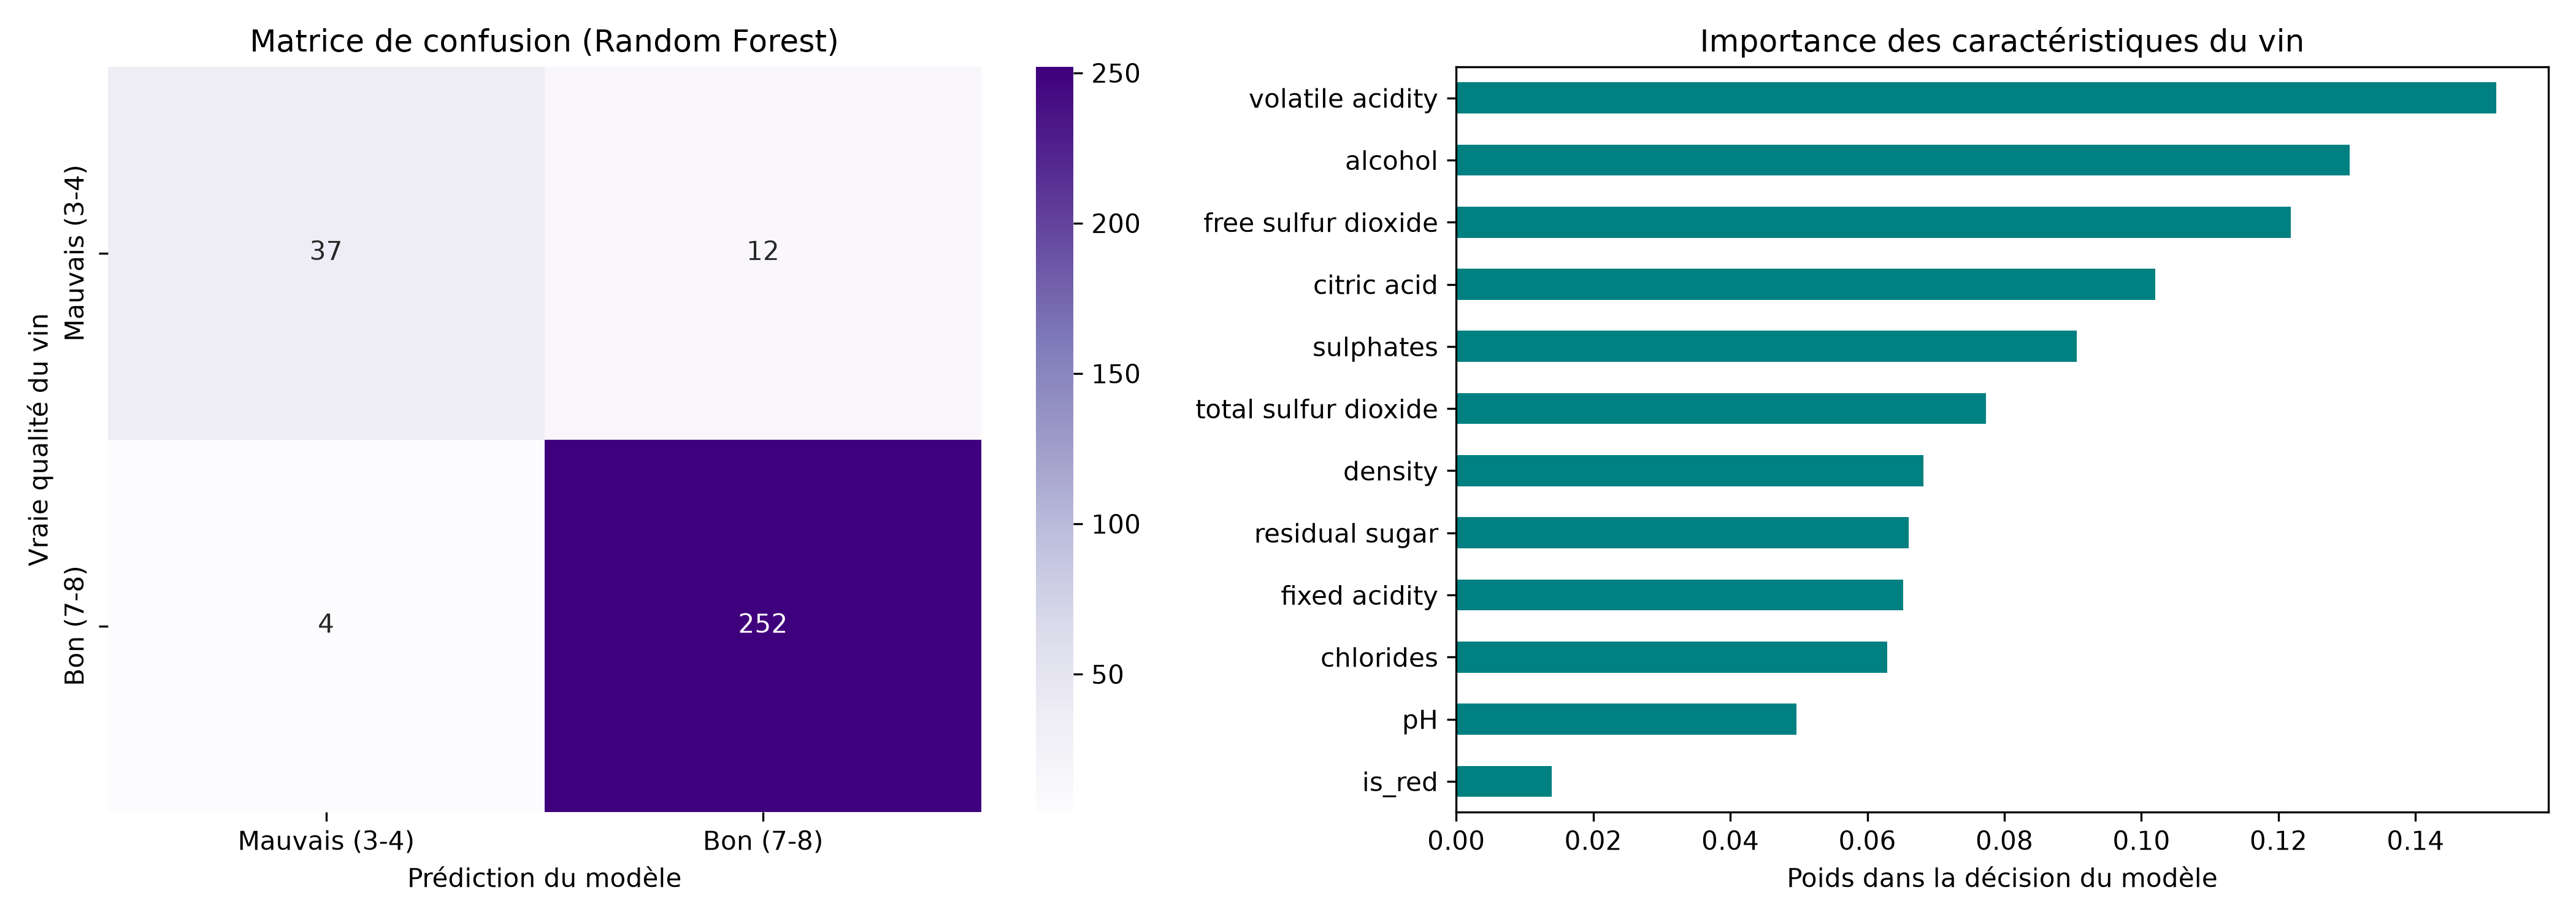 Matrice de confusion (Random Forest)
Vraie qualité du vin
Mauvais (3-4)
Bon (7-8)
37
12
4
252
Mauvais (3-4)
Bon (7-8)
Prédiction du modèle
250
200
150
100
50
Importance des caractéristiques du vin
volatile acidity
alcohol
free sulfur dioxide
citric acid
sulphates
total sulfur dioxide
density
residual sugar
fixed acidity
chlorides
pH
is_red
0.00
0.02
0.04
0.06
0.08
0.10
0.12
0.14
Poids dans la décision du modèle